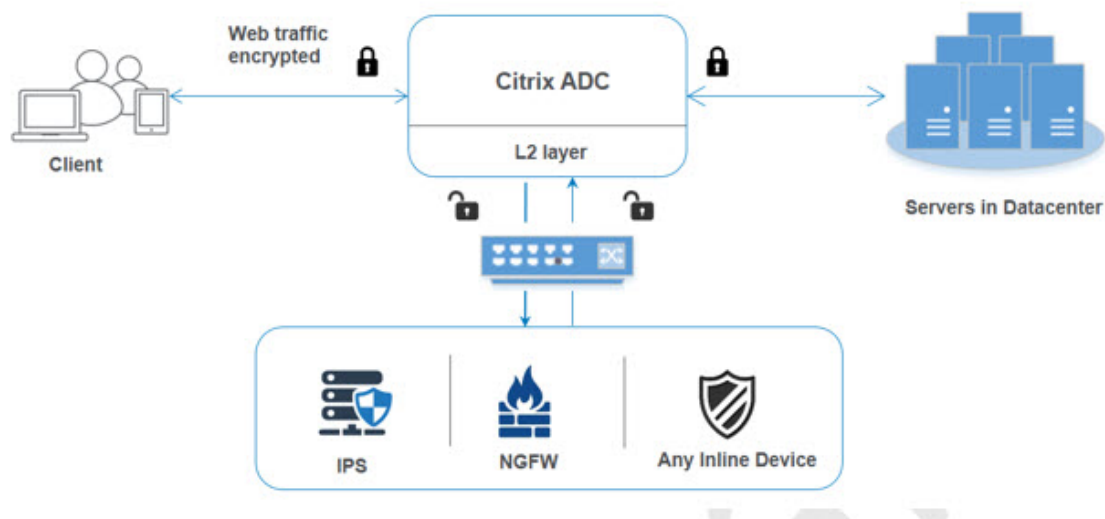 Web traffic
encrypted
Citrix ADC
L2 layer
Client
Servers in Datacenter
IPS
NGFW
Any Inline Device